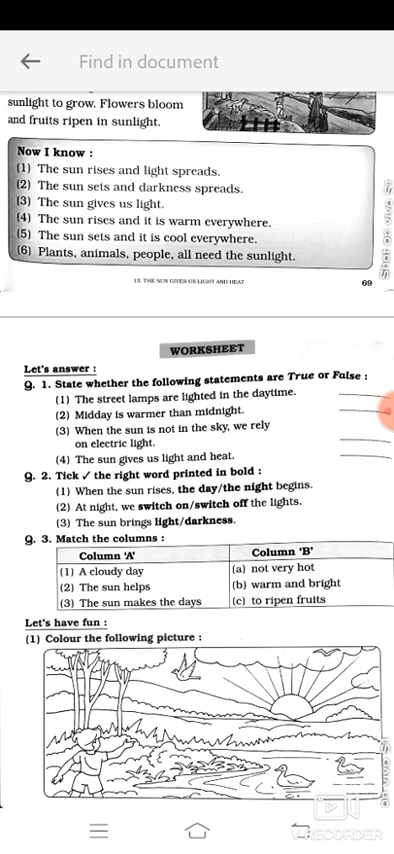 Find in document
sunlight to grow. Flowers bloom
and fruits ripen in sunlight.
Now I know :
(1) The sun rises and light spreads.
(2) The sun sets and darkness spreads.
(3) The sun gives us light.
(4) The sun rises and it is warm everywhere.
(5) The sun sets and it is cool everywhere.
(6) Plants, animals, people, all need the sunlight.
Shot on vivo S1
13. THE SUN GIVES US LIGHT AND HEAT
69
WORKSHEET
Let's answer :
Q. 1. State whether the following statements are True or False :
(1) The street lamps are lighted in the daytime.
(2) Midday is warmer than midnight.
(3) When the sun is not in the sky, we rely
on electric light.
(4) The sun gives us light and heat.
Q. 2. Tick ✓ the right word printed in bold :
(1) When the sun rises, the day/the night begins.
(2) At night, we switch on/switch off the lights.
(3) The sun brings light/darkness.
Q. 3. Match the columns :
Column 'A'
Column 'B'
(1) A cloudy day
(a) not very hot
(2) The sun helps
(b) warm and bright
(3) The sun makes the days
(c) to ripen fruits
Let's have fun :
(1) Colour the following picture :
on vivo S1
V RECORDER